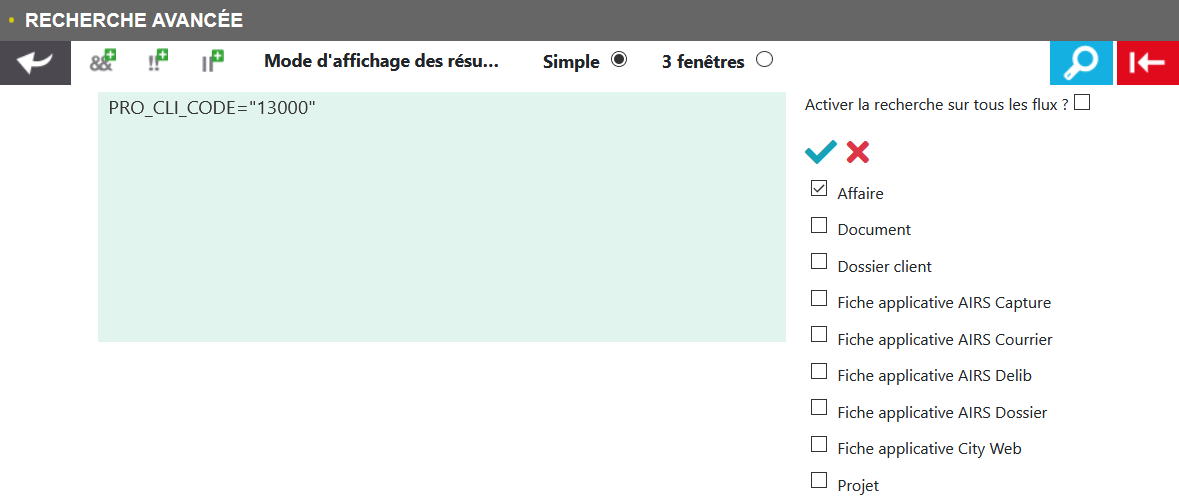 RECHERCHE AVANCÉE
&& !! || Mode d'affichage des résu... Simple 3 fenêtres
PRO_CLI_CODE="13000"
Activer la recherche sur tous les flux ?
Affaire
Document
Dossier client
Fiche applicative AIRS Capture
Fiche applicative AIRS Courrier
Fiche applicative AIRS Delib
Fiche applicative AIRS Dossier
Fiche applicative City Web
Projet